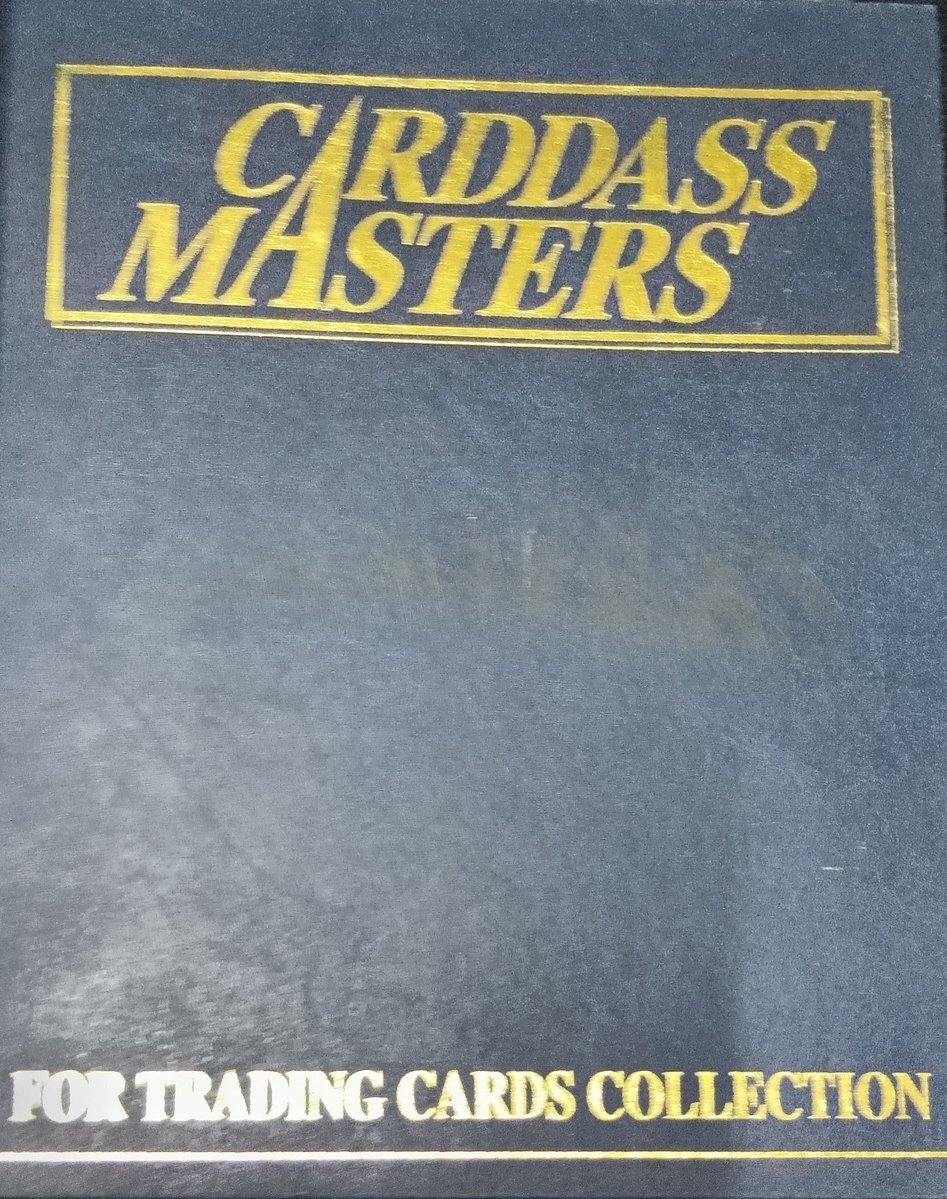 CARDDASS
MASTERS
FOR TRADING CARDS COLLECTION